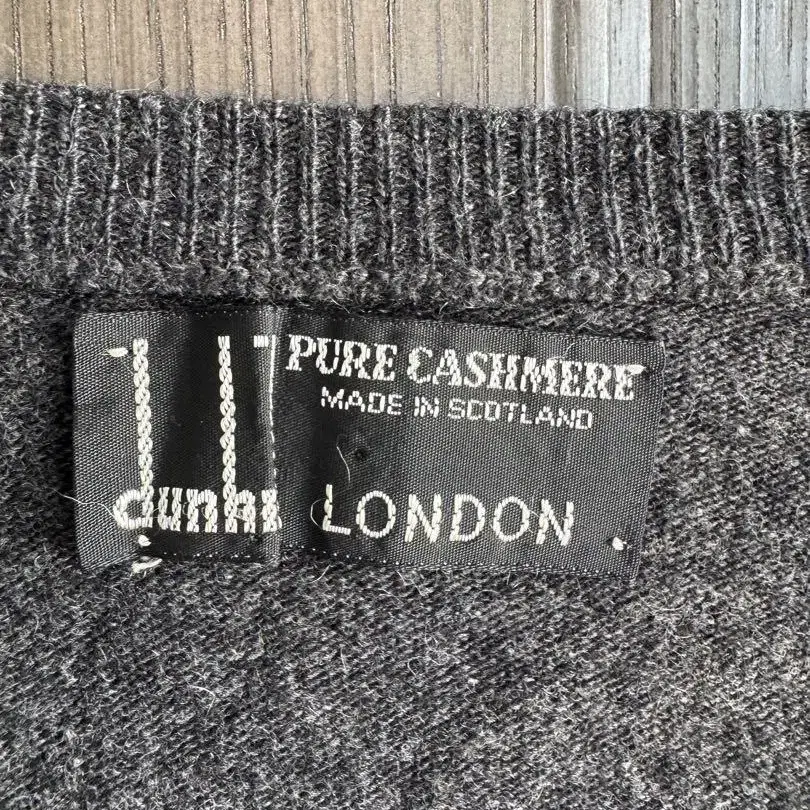 PURE CASHMERE
MADE IN SCOTLAND
dunhi
LONDON